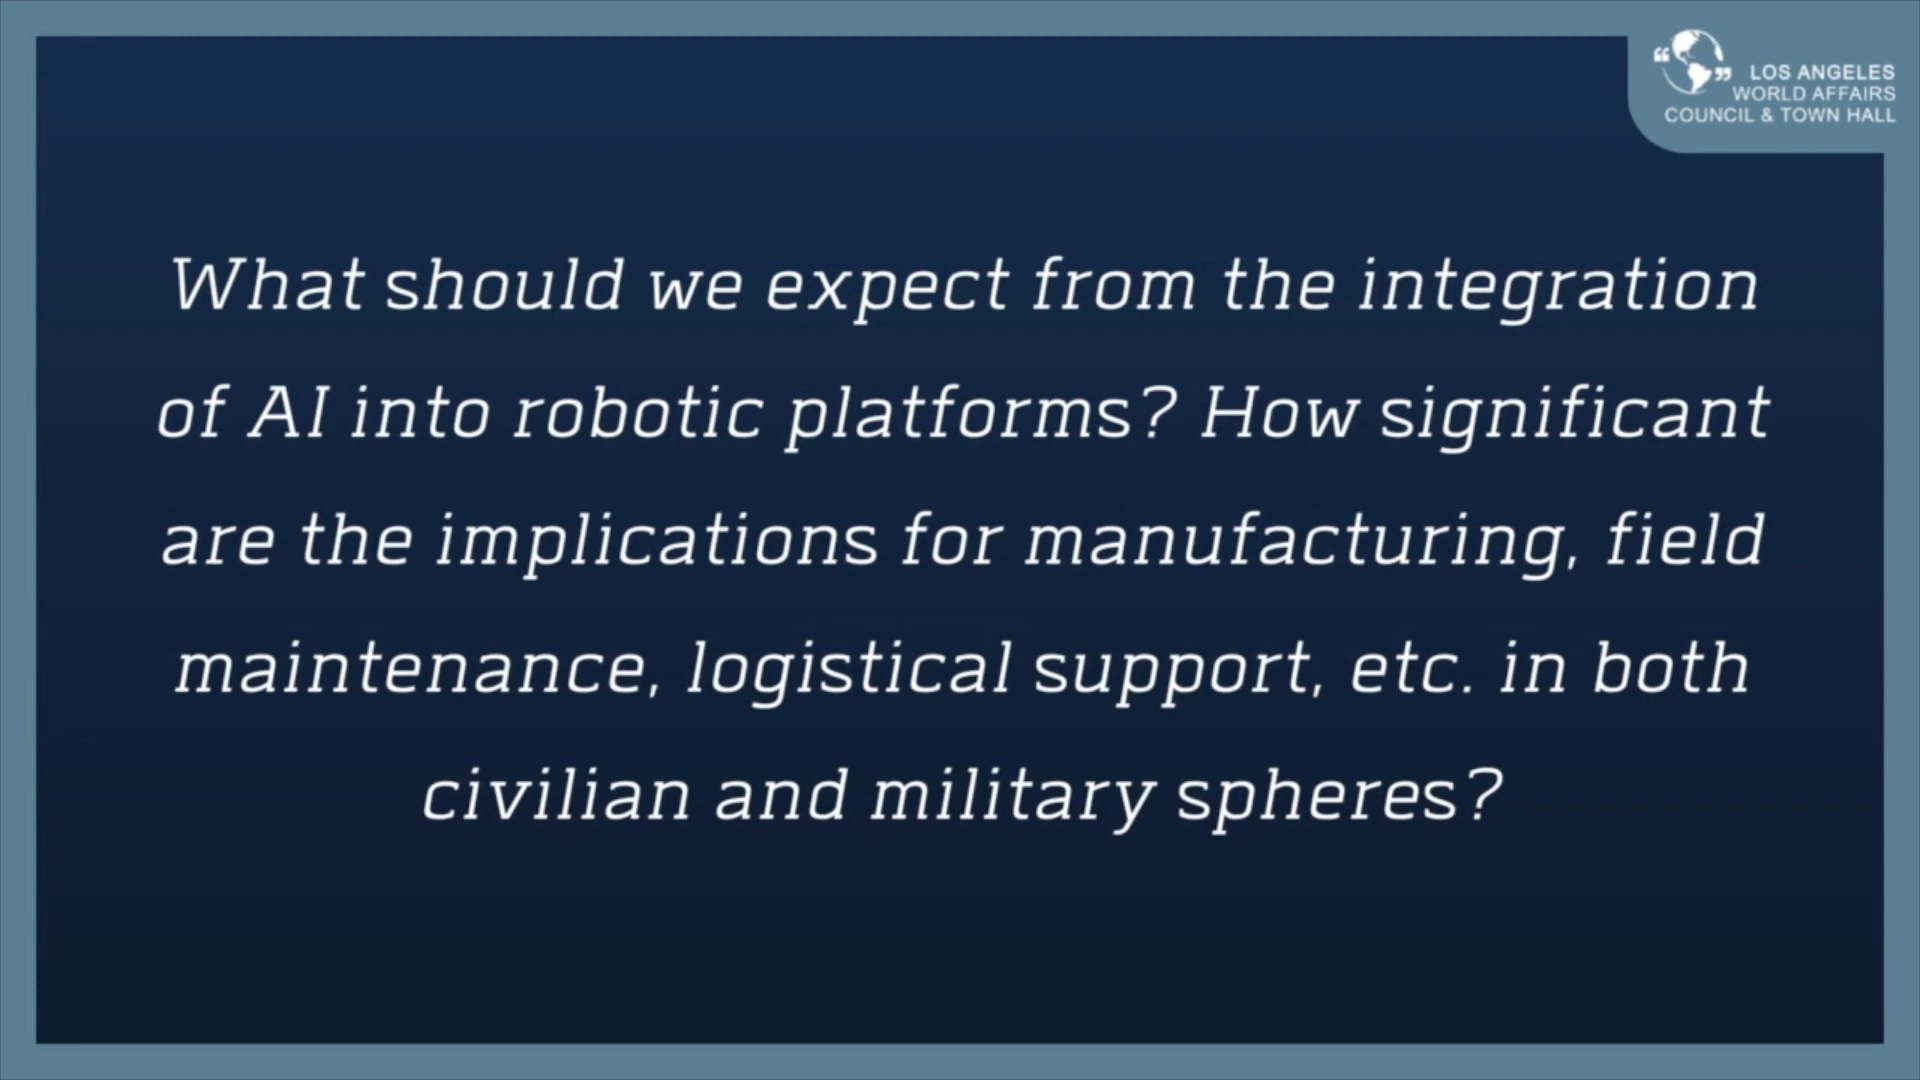 “ ”
LOS ANGELES
WORLD AFFAIRS
COUNCIL & TOWN HALL
What should we expect from the integration
of AI into robotic platforms? How significant
are the implications for manufacturing, field
maintenance, logistical support, etc. in both
civilian and military spheres?